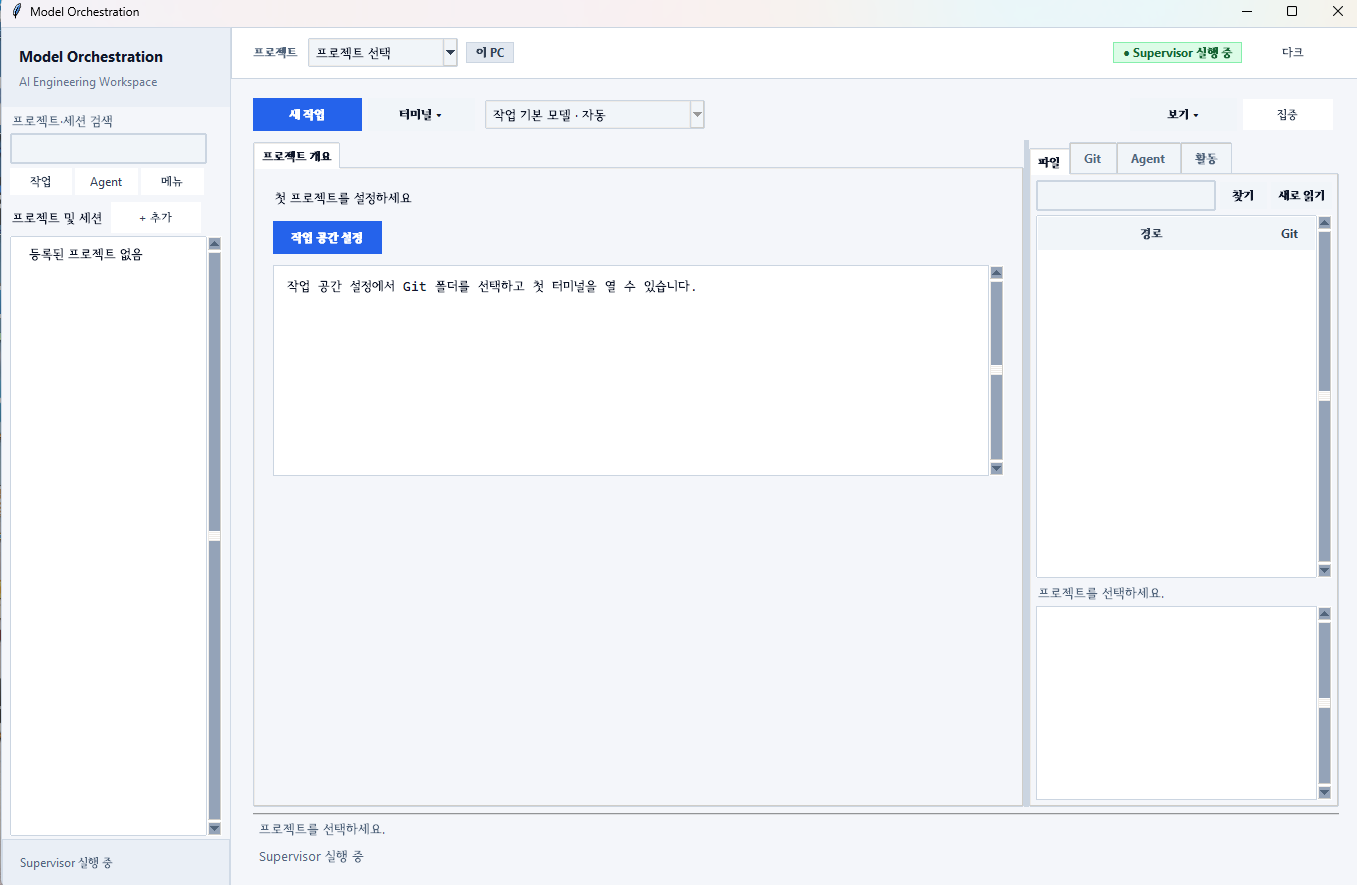 Model Orchestration
Model Orchestration
AI Engineering Workspace
프로젝트·세션 검색
작업 Agent 메뉴
프로젝트 및 세션 + 추가
등록된 프로젝트 없음
Supervisor 실행 중
프로젝트 프로젝트 선택 이 PC
• Supervisor 실행 중 다크
새 작업 터미널 작업 기본 모델 · 자동
보기 집중
프로젝트 개요
첫 프로젝트를 설정하세요
작업 공간 설정
작업 공간 설정에서 Git 폴더를 선택하고 첫 터미널을 열 수 있습니다.
파일 Git Agent 활동
찾기 새로 읽기
경로 Git
프로젝트를 선택하세요.
프로젝트를 선택하세요.
Supervisor 실행 중